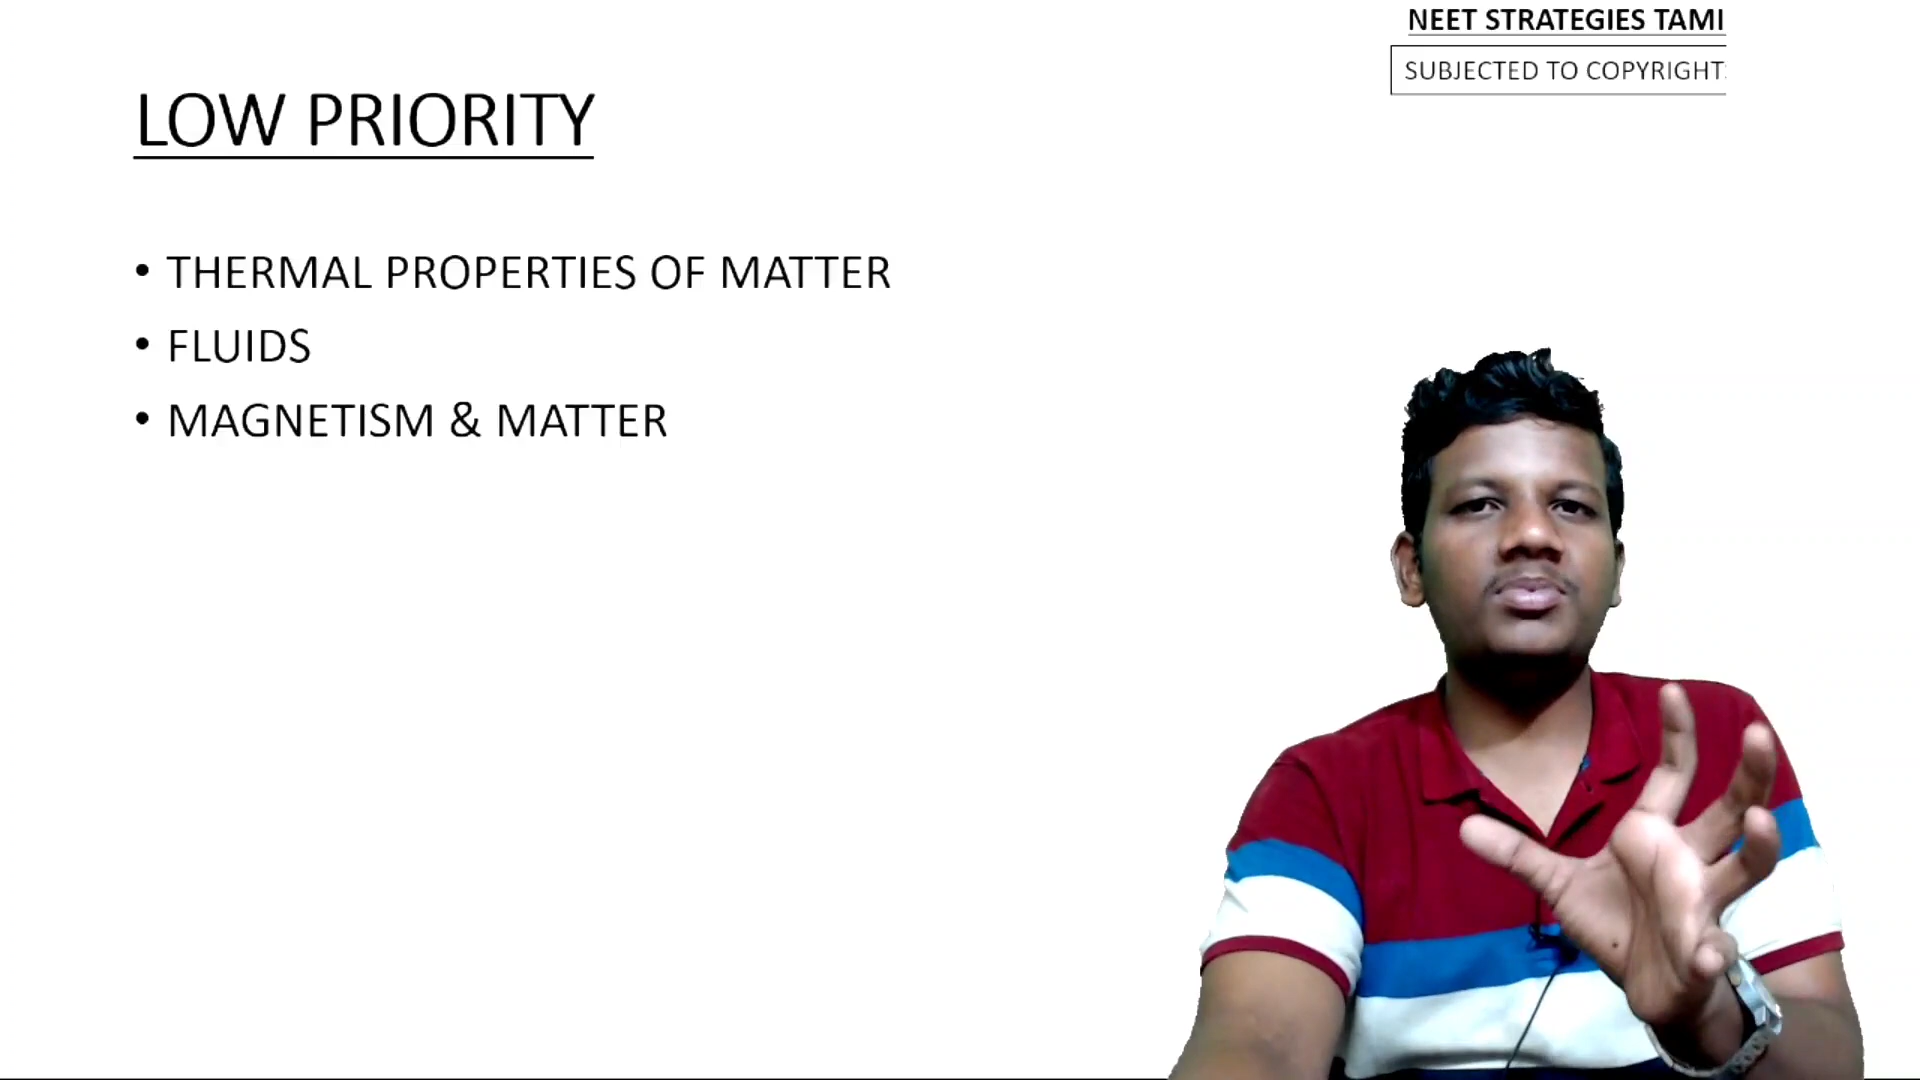 NEET STRATEGIES TAMI
SUBJECTED TO COPYRIGHT
LOW PRIORITY
• THERMAL PROPERTIES OF MATTER
• FLUIDS
• MAGNETISM & MATTER